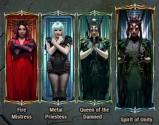 Fire
Mistress
Metal
Priestess
Queen of the
Damned
Spirit of Unity